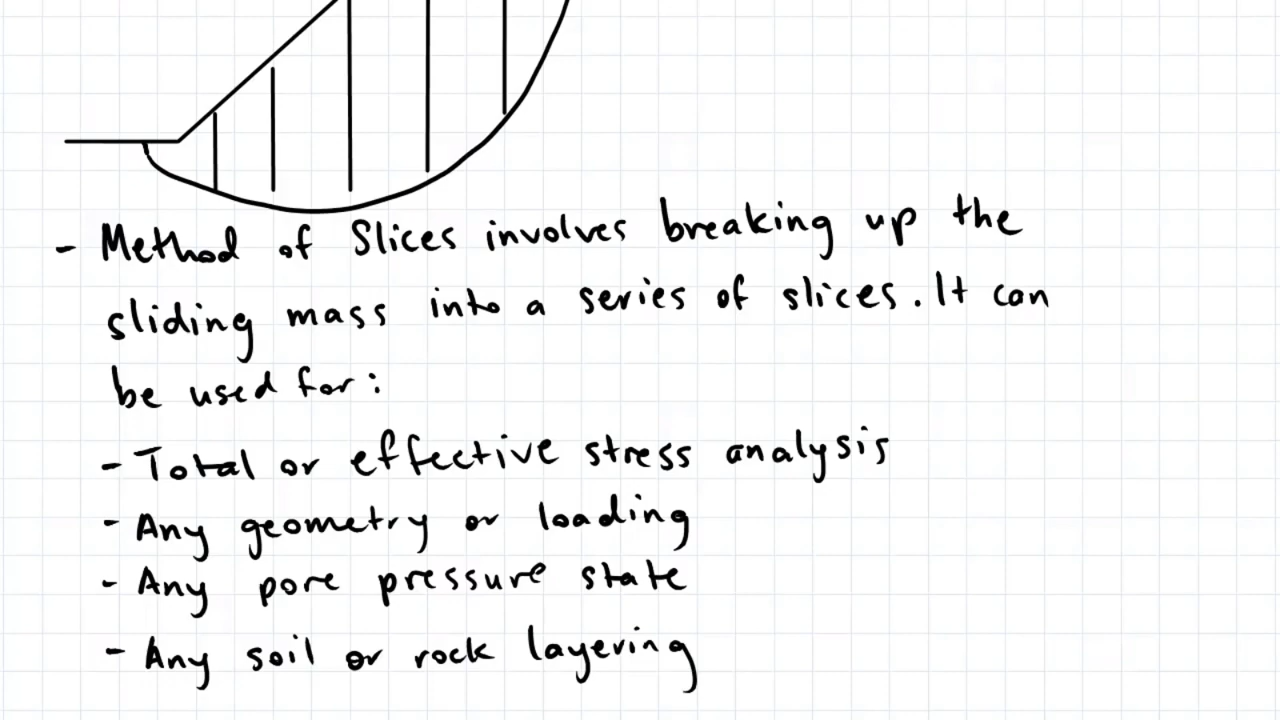 - Method of Slices involves breaking up the
sliding mass into a series of slices. It can
be used for:
- Total or effective stress analysis
- Any geometry or loading
- Any pore pressure state
- Any soil or rock layering